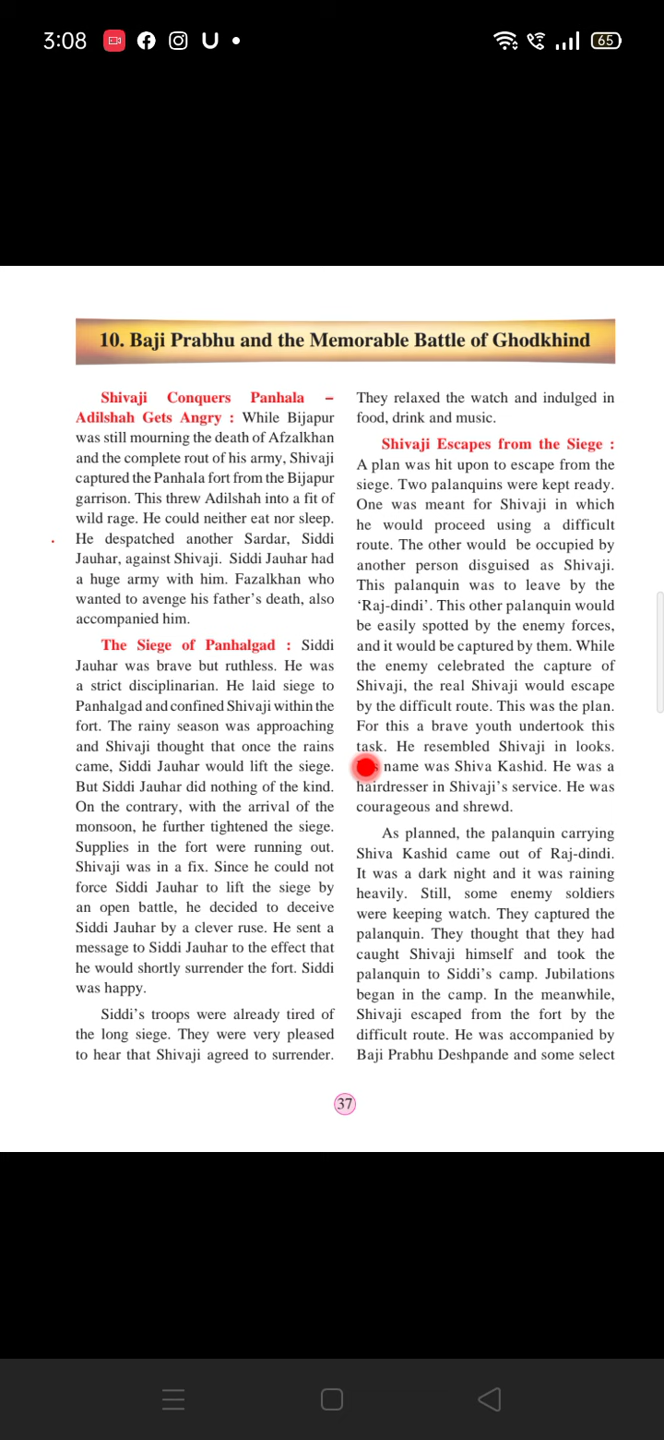 3:08
65
10. Baji Prabhu and the Memorable Battle of Ghodkhind
Shivaji Conquers Panhala –
Adilshah Gets Angry : While Bijapur
was still mourning the death of Afzalkhan
and the complete rout of his army, Shivaji
captured the Panhala fort from the Bijapur
garrison. This threw Adilshah into a fit of
wild rage. He could neither eat nor sleep.
He despatched another Sardar, Siddi
Jauhar, against Shivaji. Siddi Jauhar had
a huge army with him. Fazalkhan who
wanted to avenge his father's death, also
accompanied him.
The Siege of Panhalgad : Siddi
Jauhar was brave but ruthless. He was
a strict disciplinarian. He laid siege to
Panhalgad and confined Shivaji within the
fort. The rainy season was approaching
and Shivaji thought that once the rains
came, Siddi Jauhar would lift the siege.
But Siddi Jauhar did nothing of the kind.
On the contrary, with the arrival of the
monsoon, he further tightened the siege.
Supplies in the fort were running out.
Shivaji was in a fix. Since he could not
force Siddi Jauhar to lift the siege by
an open battle, he decided to deceive
Siddi Jauhar by a clever ruse. He sent a
message to Siddi Jauhar to the effect that
he would shortly surrender the fort. Siddi
was happy.
Siddi's troops were already tired of
the long siege. They were very pleased
to hear that Shivaji agreed to surrender.
They relaxed the watch and indulged in
food, drink and music.
Shivaji Escapes from the Siege :
A plan was hit upon to escape from the
siege. Two palanquins were kept ready.
One was meant for Shivaji in which
he would proceed using a difficult
route. The other would be occupied by
another person disguised as Shivaji.
This palanquin was to leave by the
'Raj-dindi'. This other palanquin would
be easily spotted by the enemy forces,
and it would be captured by them. While
the enemy celebrated the capture of
Shivaji, the real Shivaji would escape
by the difficult route. This was the plan.
For this a brave youth undertook this
task. He resembled Shivaji in looks.
name was Shiva Kashid. He was a
hairdresser in Shivaji's service. He was
courageous and shrewd.
As planned, the palanquin carrying
Shiva Kashid came out of Raj-dindi.
It was a dark night and it was raining
heavily. Still, some enemy soldiers
were keeping watch. They captured the
palanquin. They thought that they had
caught Shivaji himself and took the
palanquin to Siddi's camp. Jubilations
began in the camp. In the meanwhile,
Shivaji escaped from the fort by the
difficult route. He was accompanied by
Baji Prabhu Deshpande and some select
37